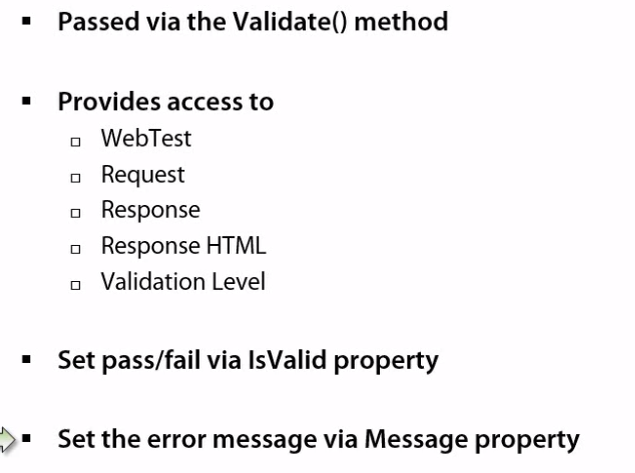 ▪ Passed via the Validate() method
▪ Provides access to
▫ WebTest
▫ Request
▫ Response
▫ Response HTML
▫ Validation Level
▪ Set pass/fail via IsValid property
▪ Set the error message via Message property